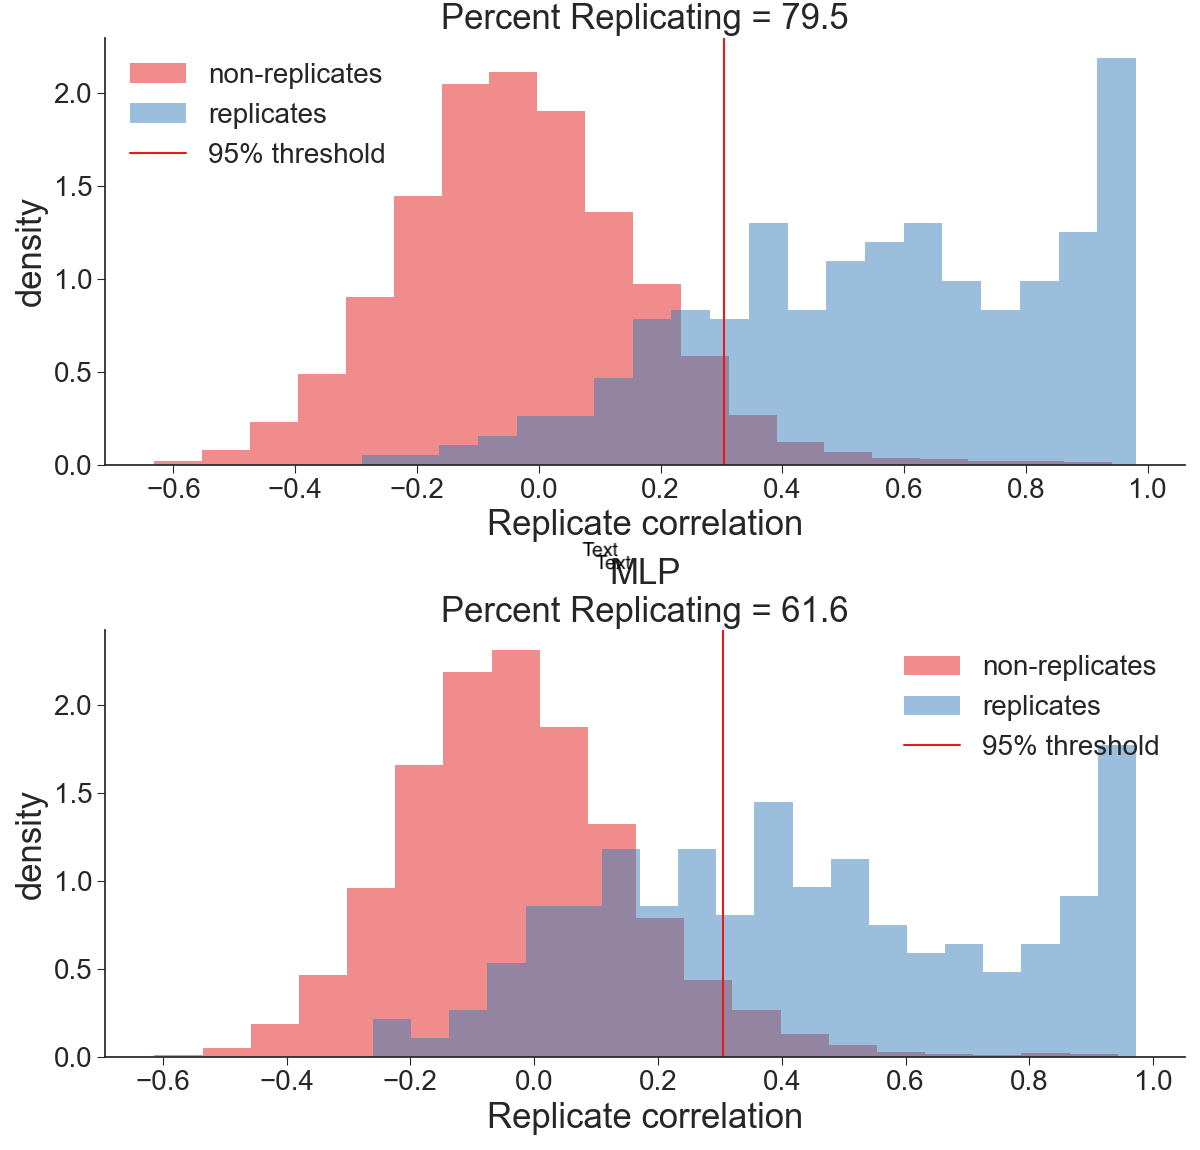 Percent Replicating = 79.5
non-replicates
replicates
95% threshold
density
2.0
1.5
1.0
0.5
0.0
−0.6 −0.4 −0.2 0.0 0.2 0.4 0.6 0.8 1.0
Replicate correlation
Text
Text
MLP
Percent Replicating = 61.6
non-replicates
replicates
95% threshold
density
2.0
1.5
1.0
0.5
0.0
−0.6 −0.4 −0.2 0.0 0.2 0.4 0.6 0.8 1.0
Replicate correlation